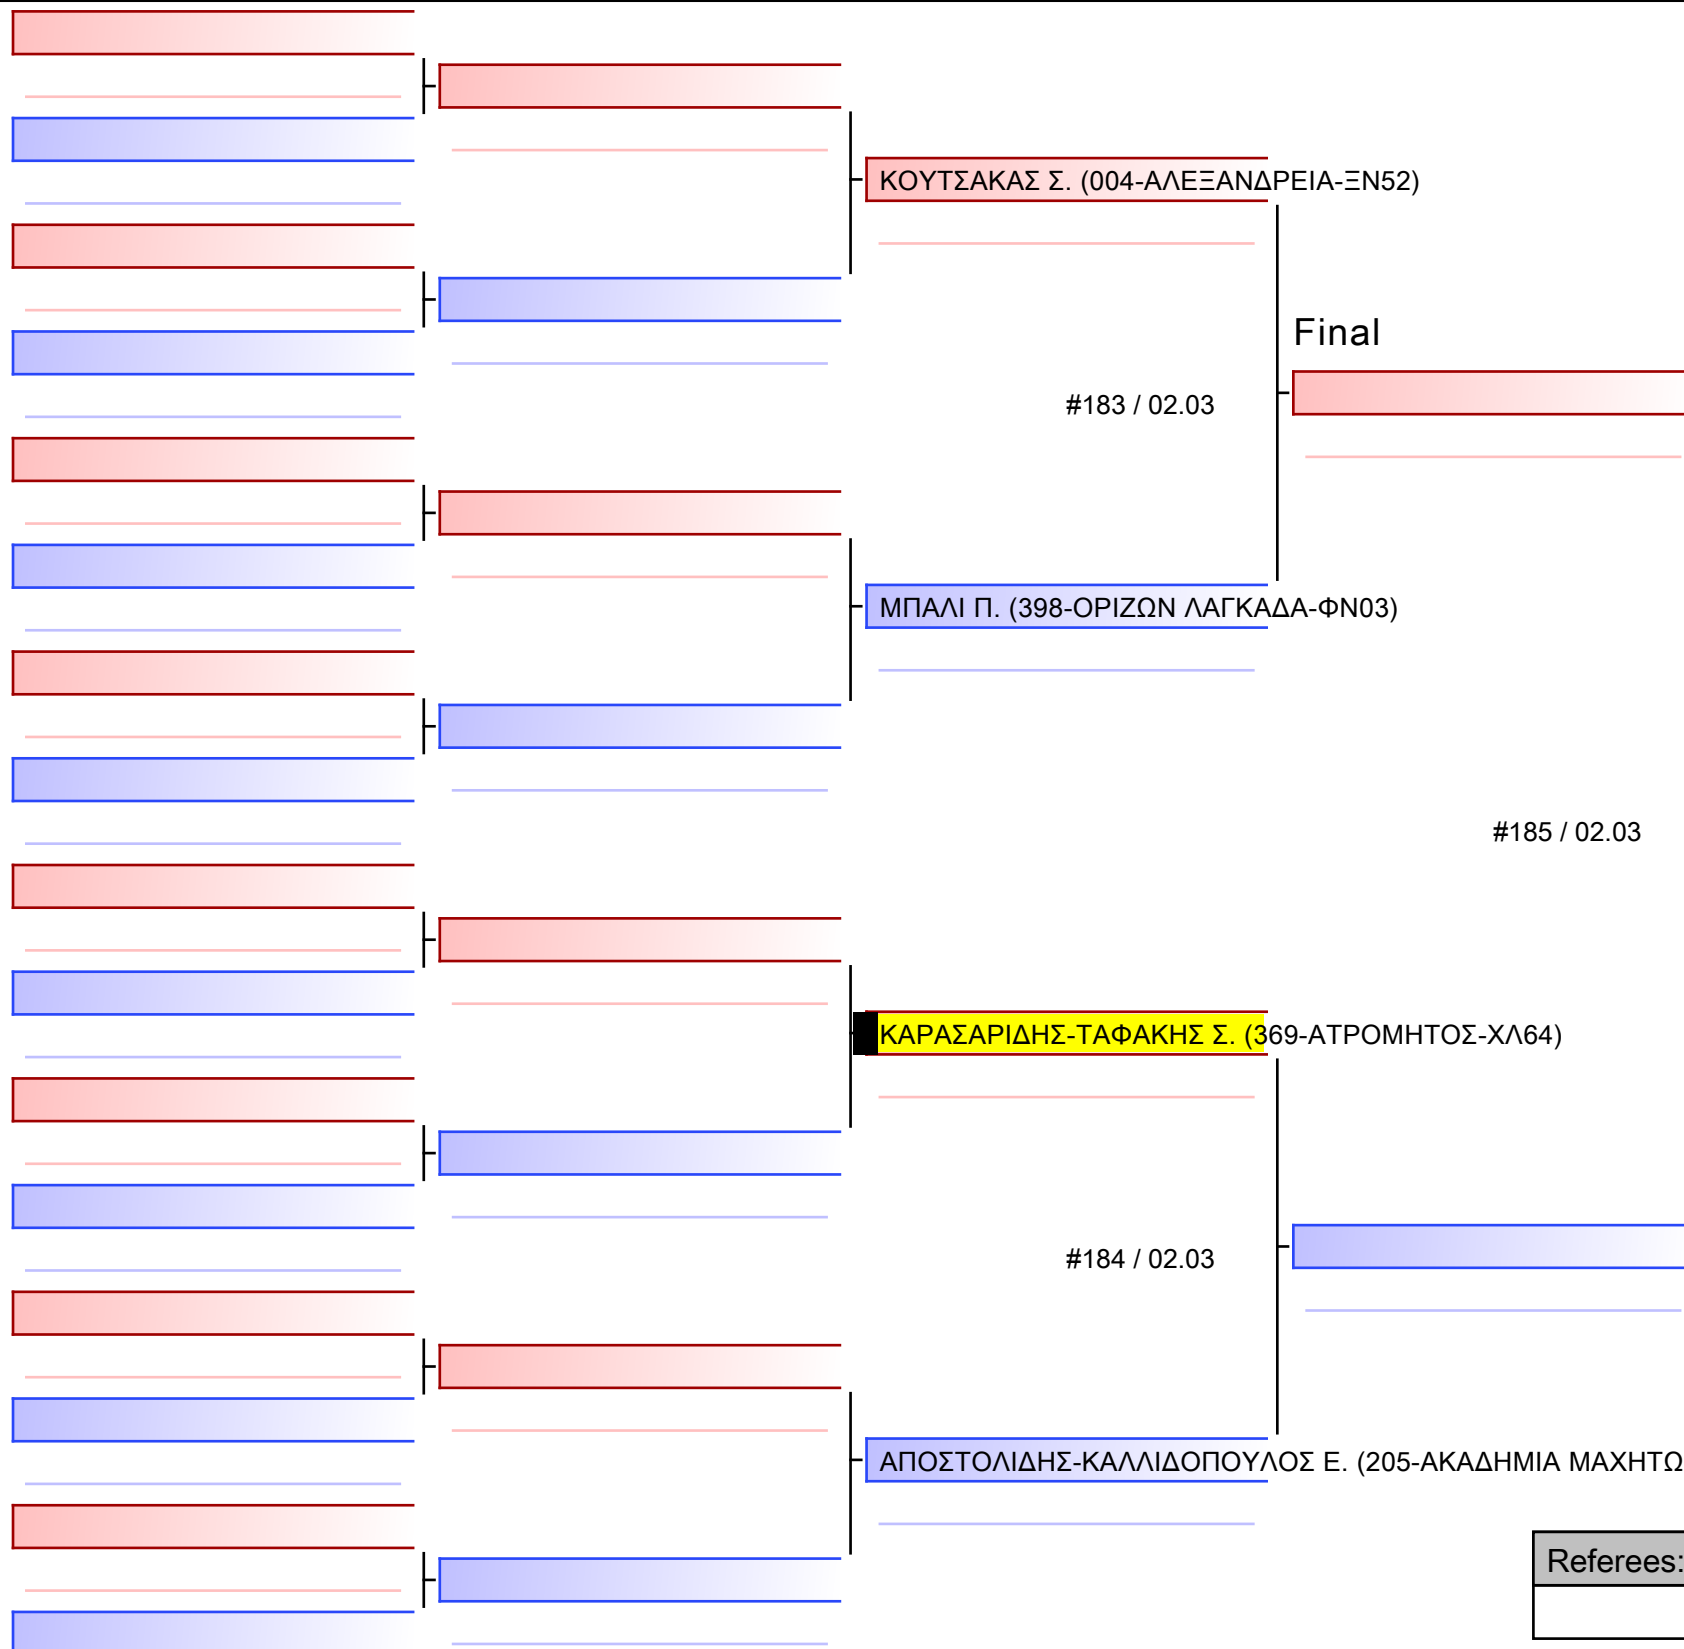 ΚΟΥΤΣΑΚΑΣ Σ. (004-ΑΛΕΞΑΝΔΡΕΙΑ-ΞΝ52)
Final
#183 / 02.03
ΜΠΑΛΙ Π. (398-ΟΡΙΖΩΝ ΛΑΓΚΑΔΑ-ΦΝ03)
#185 / 02.03
ΚΑΡΑΣΑΡΙΔΗΣ-ΤΑΦΑΚΗΣ Σ. (369-ΑΤΡΟΜΗΤΟΣ-ΧΛ64)
#184 / 02.03
ΑΠΟΣΤΟΛΙΔΗΣ-ΚΑΛΛΙΔΟΠΟΥΛΟΣ Ε. (205-ΑΚΑΔΗΜΙΑ ΜΑΧΗΤΩ
Referees: